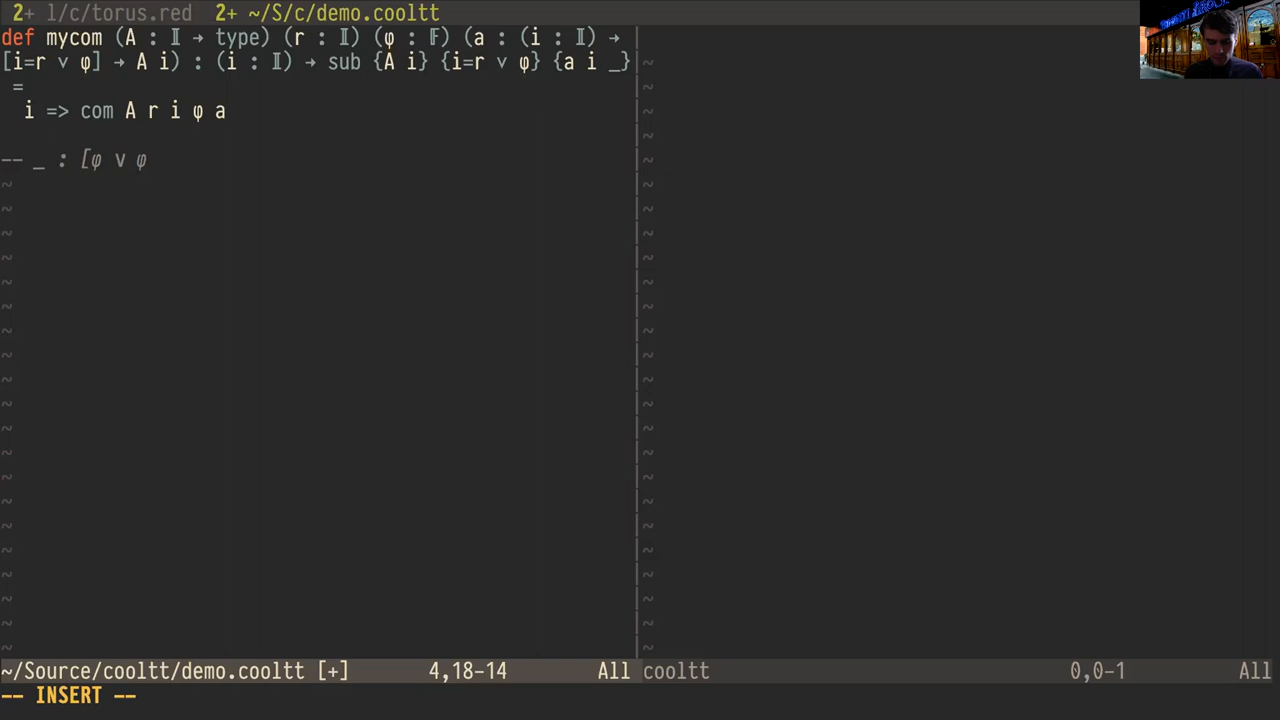 2+ l/c/torus.red  2+ ~/S/c/demo.cooltt
def mycom (A : 𝕀 → type) (r : 𝕀) (φ : 𝔽) (a : (i : 𝕀) →
[i=r ∨ φ] → A i) : (i : 𝕀) → sub {A i} {i=r ∨ φ} {a i _}
=
i => com A r i φ a
-- _ : [φ ∨ φ
~/Source/cooltt/demo.cooltt [+] 4,18-14 All
cooltt 0,0-1 All
-- INSERT --